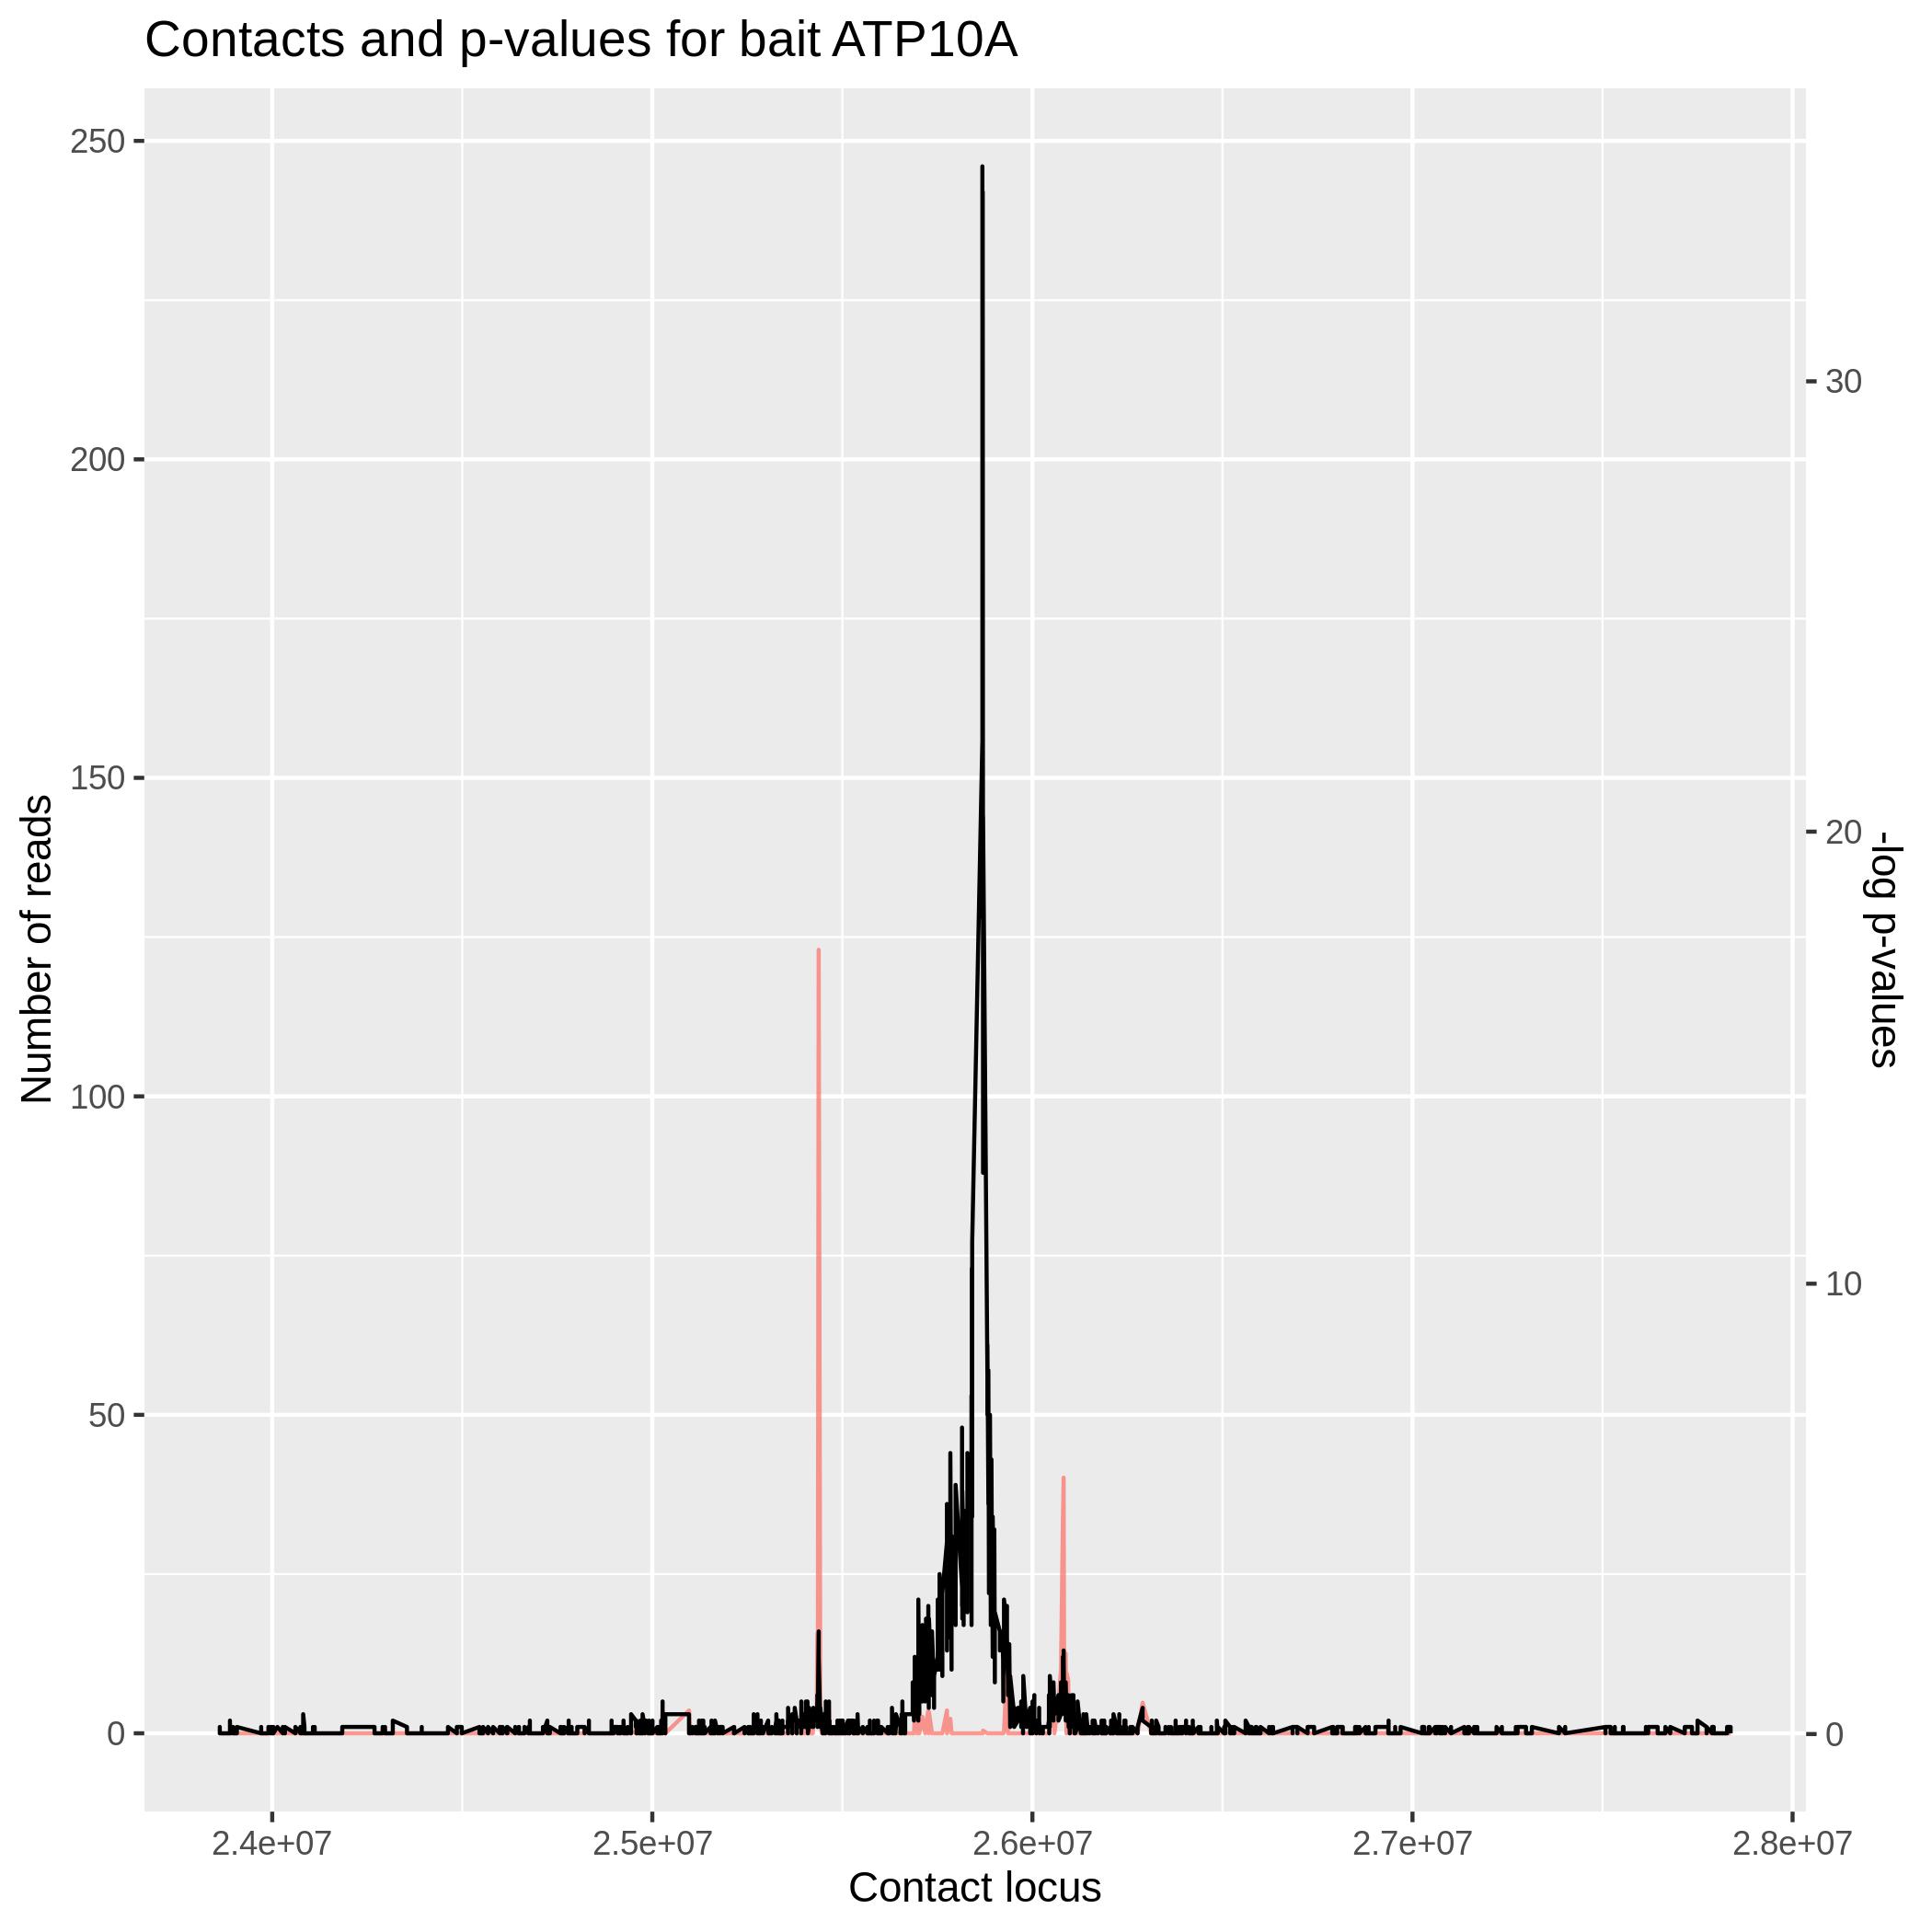 Contacts and p-values for bait ATP10A
250
200
150
100
50
0
Number of reads
30
20
10
0
-log p-values
2.4e+07
2.5e+07
2.6e+07
2.7e+07
2.8e+07
Contact locus